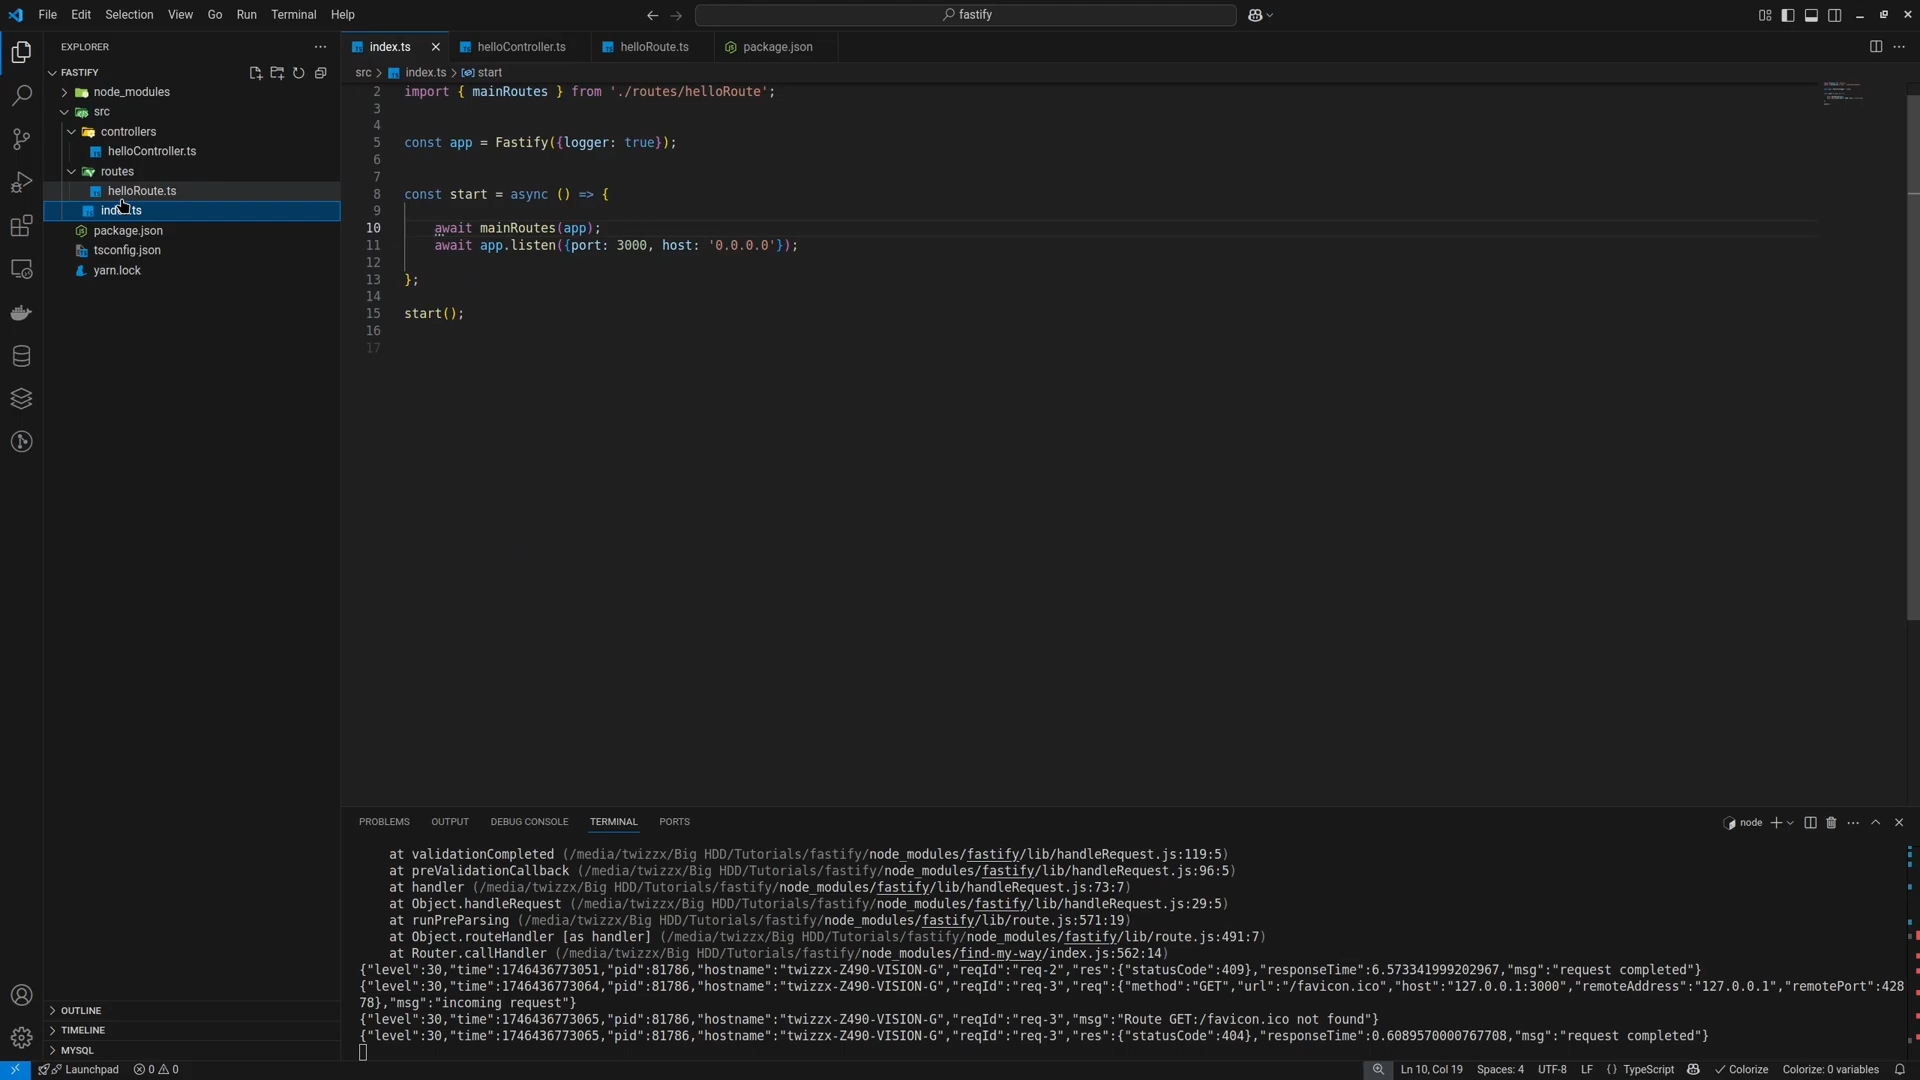 File Edit Selection View Go Run Terminal Help
fastify
EXPLORER
FASTIFY
node_modules
src
controllers
helloController.ts
routes
helloRoute.ts
index.ts
package.json
tsconfig.json
yarn.lock
OUTLINE
TIMELINE
MYSQL
index.ts helloController.ts helloRoute.ts package.json
src index.ts start
2 import { mainRoutes } from './routes/helloRoute';
3
4
5 const app = Fastify({logger: true});
6
7
8 const start = async () => {
9
10 await mainRoutes(app);
11 await app.listen({port: 3000, host: '0.0.0.0'});
12
13 };
14
15 start();
16
17
PROBLEMS OUTPUT DEBUG CONSOLE TERMINAL PORTS
node
at validationCompleted (/media/twizzx/Big HDD/Tutorials/fastify/node_modules/fastify/lib/handleRequest.js:119:5)
at preValidationCallback (/media/twizzx/Big HDD/Tutorials/fastify/node_modules/fastify/lib/handleRequest.js:96:5)
at handler (/media/twizzx/Big HDD/Tutorials/fastify/node_modules/fastify/lib/handleRequest.js:73:7)
at Object.handleRequest (/media/twizzx/Big HDD/Tutorials/fastify/node_modules/fastify/lib/handleRequest.js:29:5)
at runPreParsing (/media/twizzx/Big HDD/Tutorials/fastify/node_modules/fastify/lib/route.js:571:19)
at Object.routeHandler [as handler] (/media/twizzx/Big HDD/Tutorials/fastify/node_modules/fastify/lib/route.js:491:7)
at Router.callHandler (/media/twizzx/Big HDD/Tutorials/fastify/node_modules/find-my-way/index.js:562:14)
{"level":30,"time":1746436773051,"pid":81786,"hostname":"twizzx-Z490-VISION-G","reqId":"req-2","res":{"statusCode":409},"responseTime":6.573341999202967,"msg":"request completed"}
{"level":30,"time":1746436773064,"pid":81786,"hostname":"twizzx-Z490-VISION-G","reqId":"req-3","req":{"method":"GET","url":"/favicon.ico","host":"127.0.0.1:3000","remoteAddress":"127.0.0.1","remotePort":428
78},"msg":"incoming request"}
{"level":30,"time":1746436773065,"pid":81786,"hostname":"twizzx-Z490-VISION-G","reqId":"req-3","msg":"Route GET:/favicon.ico not found"}
{"level":30,"time":1746436773065,"pid":81786,"hostname":"twizzx-Z490-VISION-G","reqId":"req-3","res":{"statusCode":404},"responseTime":0.6089570000767708,"msg":"request completed"}
Launchpad 0 0 Ln 10, Col 19 Spaces: 4 UTF-8 LF {} TypeScript Colorize Colorize: 0 variables